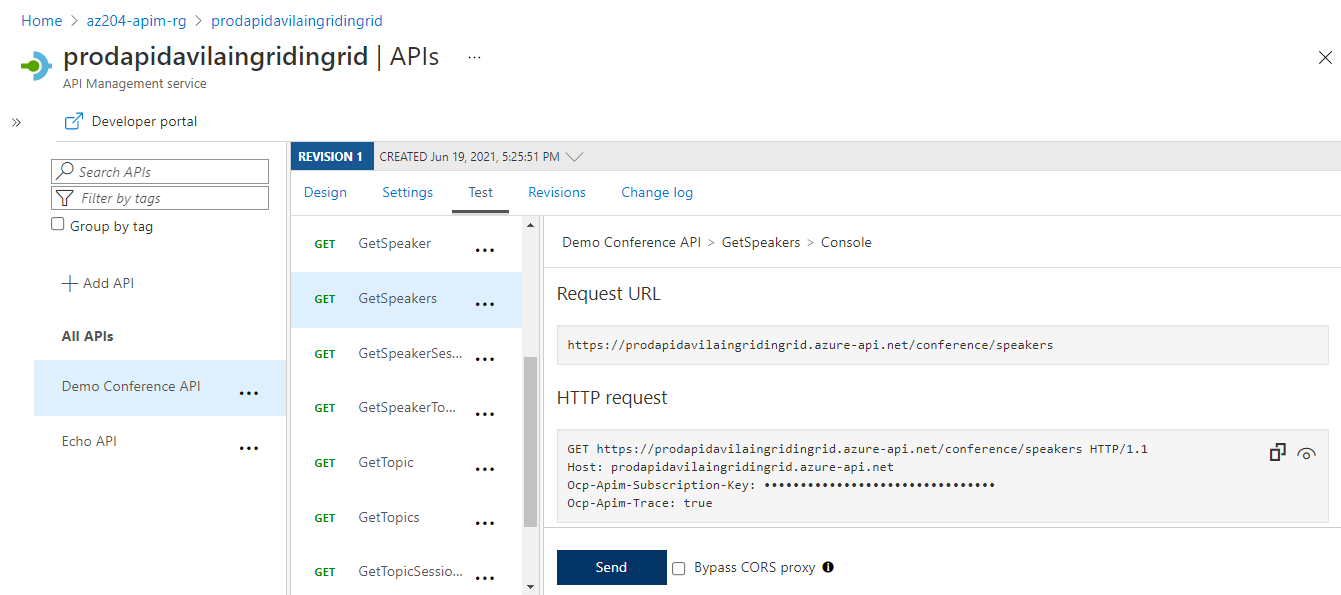 Home > az204-apim-rg > prodapidavilaingridingrid
prodapidavilaingridingrid | APIs ...
API Management service
» Developer portal
Search APIs
Filter by tags
Group by tag
+ Add API
All APIs
Demo Conference API ...
Echo API ...
REVISION 1 CREATED Jun 19, 2021, 5:25:51 PM
Design Settings Test Revisions Change log
GET GetSpeaker ...
GET GetSpeakers ...
GET GetSpeakerSes... ...
GET GetSpeakerTo... ...
GET GetTopic ...
GET GetTopics ...
GET GetTopicSessio... ...
Demo Conference API > GetSpeakers > Console
Request URL
https://prodapidavilaingridingrid.azure-api.net/conference/speakers
HTTP request
GET https://prodapidavilaingridingrid.azure-api.net/conference/speakers HTTP/1.1
Host: prodapidavilaingridingrid.azure-api.net
Ocp-Apim-Subscription-Key: ••••••••••••••••••••••••••••••••
Ocp-Apim-Trace: true
Send Bypass CORS proxy